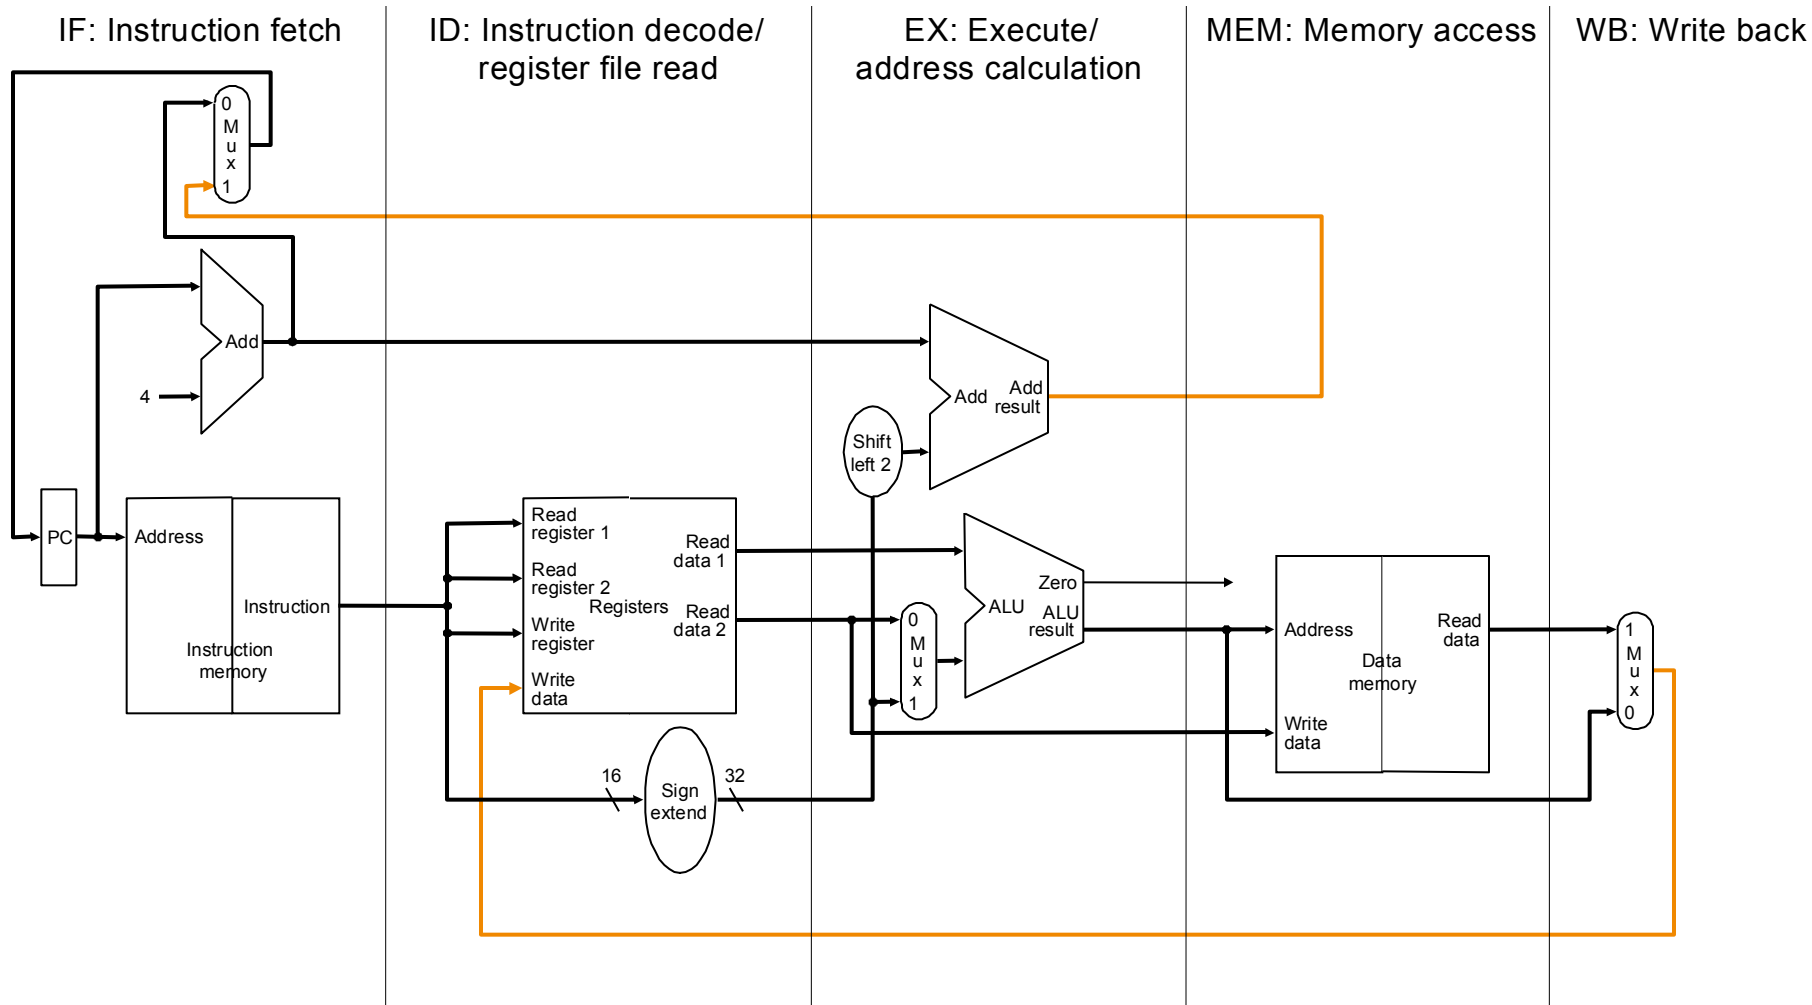 IF: Instruction fetch
ID: Instruction decode/
register file read
EX: Execute/
address calculation
MEM: Memory access
WB: Write back
0
M
u
x
1
Add
4
PC
Address
Instruction
Instruction
memory
Read
register 1
Read
register 2
Write
register
Write
data
Registers
Read
data 1
Read
data 2
16
Sign
extend
32
Shift
left 2
Add
Add
result
0
M
u
x
1
ALU
Zero
ALU
result
Address
Write
data
Data
memory
Read
data
1
M
u
x
0